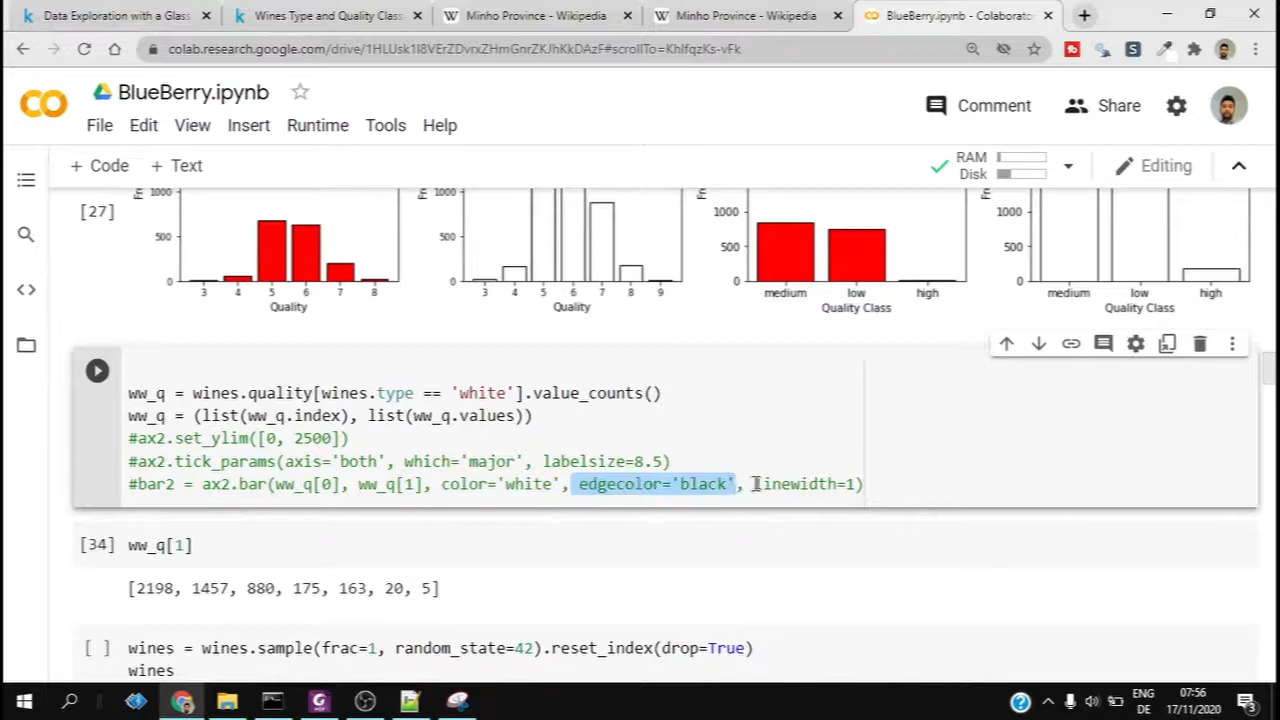 Data Exploration with a Glass
Wines Type and Quality Class
Minho Province - Wikipedia
Minho Province - Wikipedia
BlueBerry.ipynb - Colaborato
colab.research.google.com/drive/1HLUsk1I8VErZDvrxZHmGnrZKJhKkDAzF#scrollTo=KhlfqzKs-vFk
BlueBerry.ipynb
Comment
Share
File Edit View Insert Runtime Tools Help
+ Code + Text
RAM
Disk
Editing
[27]
1000
500
0
3 4 5 6 7 8
Quality
1000
500
0
3 4 5 6 7 8 9
Quality
1000
500
0
medium low high
Quality Class
1000
500
0
medium low high
Quality Class
ww_q = wines.quality[wines.type == 'white'].value_counts()
ww_q = (list(ww_q.index), list(ww_q.values))
#ax2.set_ylim([0, 2500])
#ax2.tick_params(axis='both', which='major', labelsize=8.5)
#bar2 = ax2.bar(ww_q[0], ww_q[1], color='white', edgecolor='black', linewidth=1)
[34] ww_q[1]
[2198, 1457, 880, 175, 163, 20, 5]
[ ] wines = wines.sample(frac=1, random_state=42).reset_index(drop=True)
wines
ENG
DE
07:56
17/11/2020
3